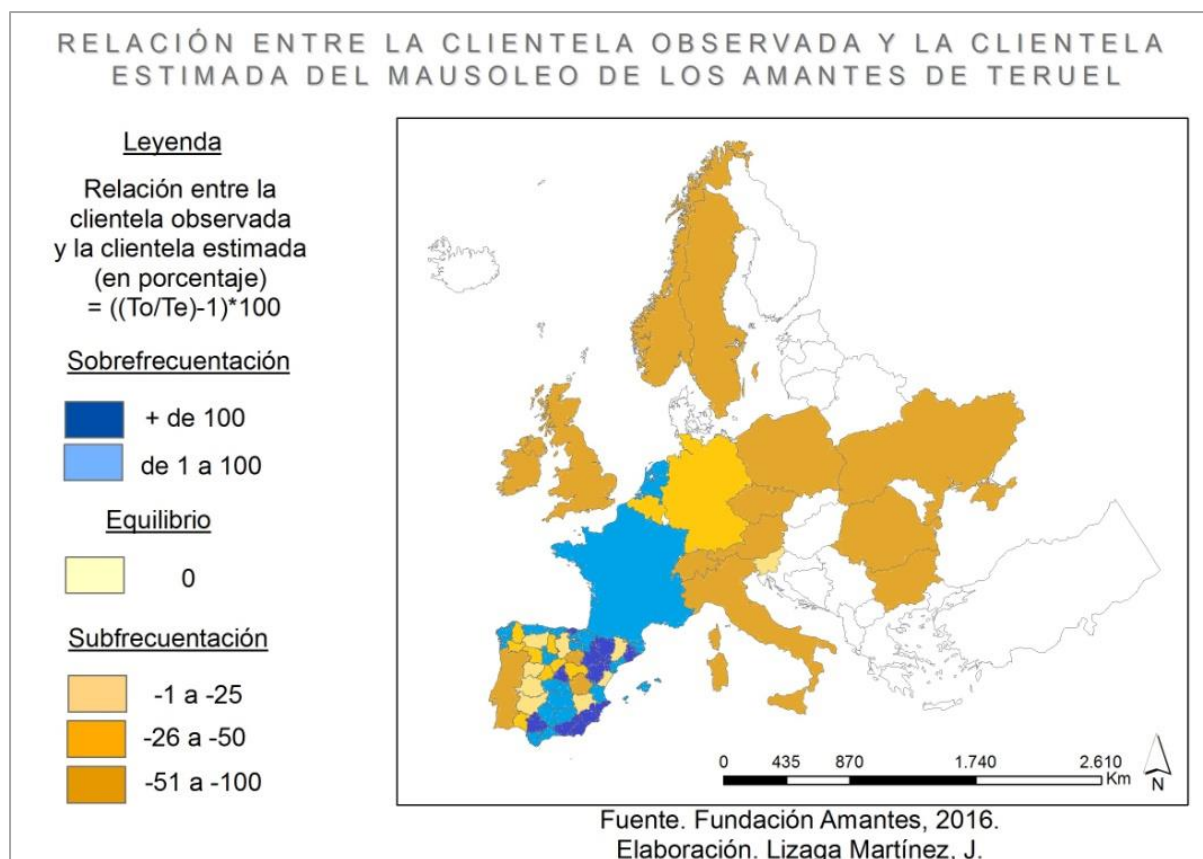 RELACIÓN ENTRE LA CLIENTELA OBSERVADA Y LA CLIENTELA
ESTIMADA DEL MAUSOLEO DE LOS AMANTES DE TERUEL
Leyenda
Relación entre la
clientela observada
y la clientela estimada
(en porcentaje)
= ((To/Te)-1)*100
Sobrefrecuentación
+ de 100
de 1 a 100
Equilibrio
0
Subfrecuentación
-1 a -25
-26 a -50
-51 a -100
0 435 870 1.740 2.610
Km
N
Fuente. Fundación Amantes, 2016.
Elaboración. Lizaga Martínez, J.